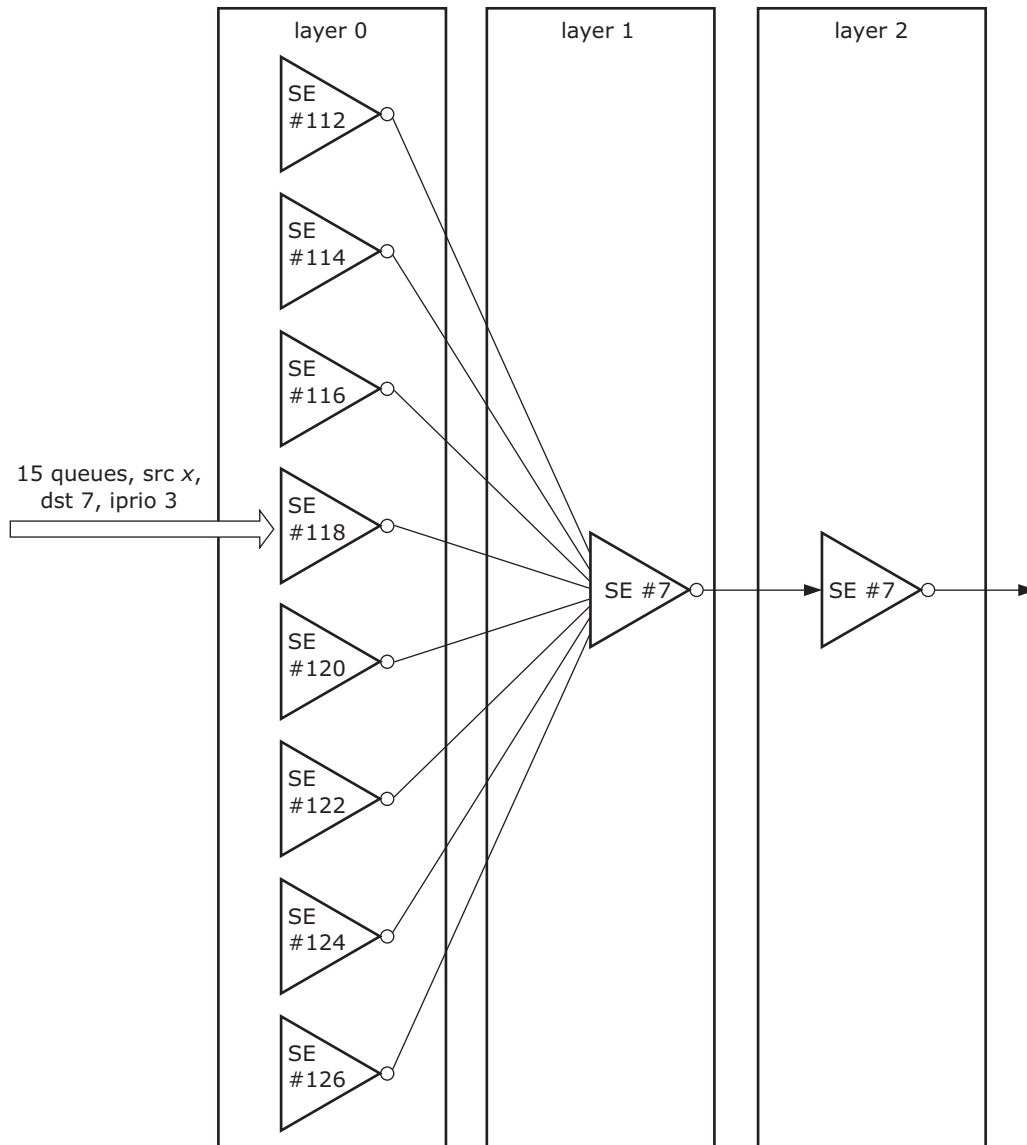 layer 0
layer 1
layer 2
SE
#112
SE
#114
SE
#116
15 queues, src x,
dst 7, iprio 3
SE
#118
SE #7
SE #7
SE
#120
SE
#122
SE
#124
SE
#126